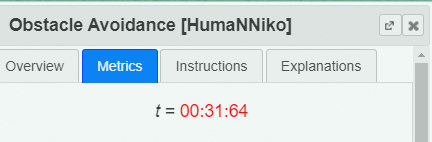 Obstacle Avoidance [HumaNNiko]
Overview Metrics Instructions Explanations
t = 00:31:64